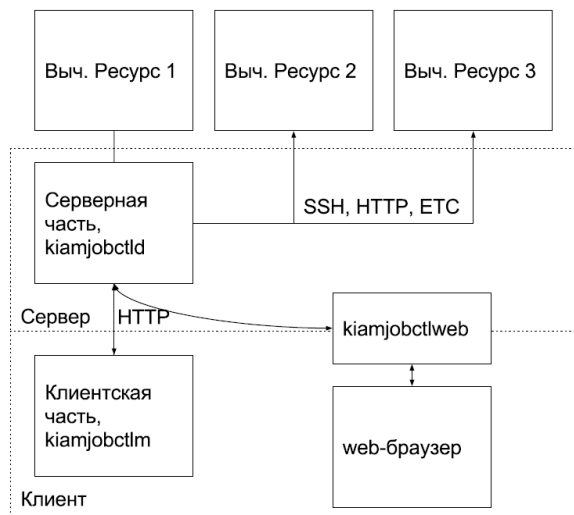 Выч. Ресурс 1
Выч. Ресурс 2
Выч. Ресурс 3
Серверная
часть,
kiamjobctld
SSH, HTTP, ETC
Сервер
HTTP
kiamjobctlweb
Клиентская
часть,
kiamjobctlm
web-браузер
Клиент